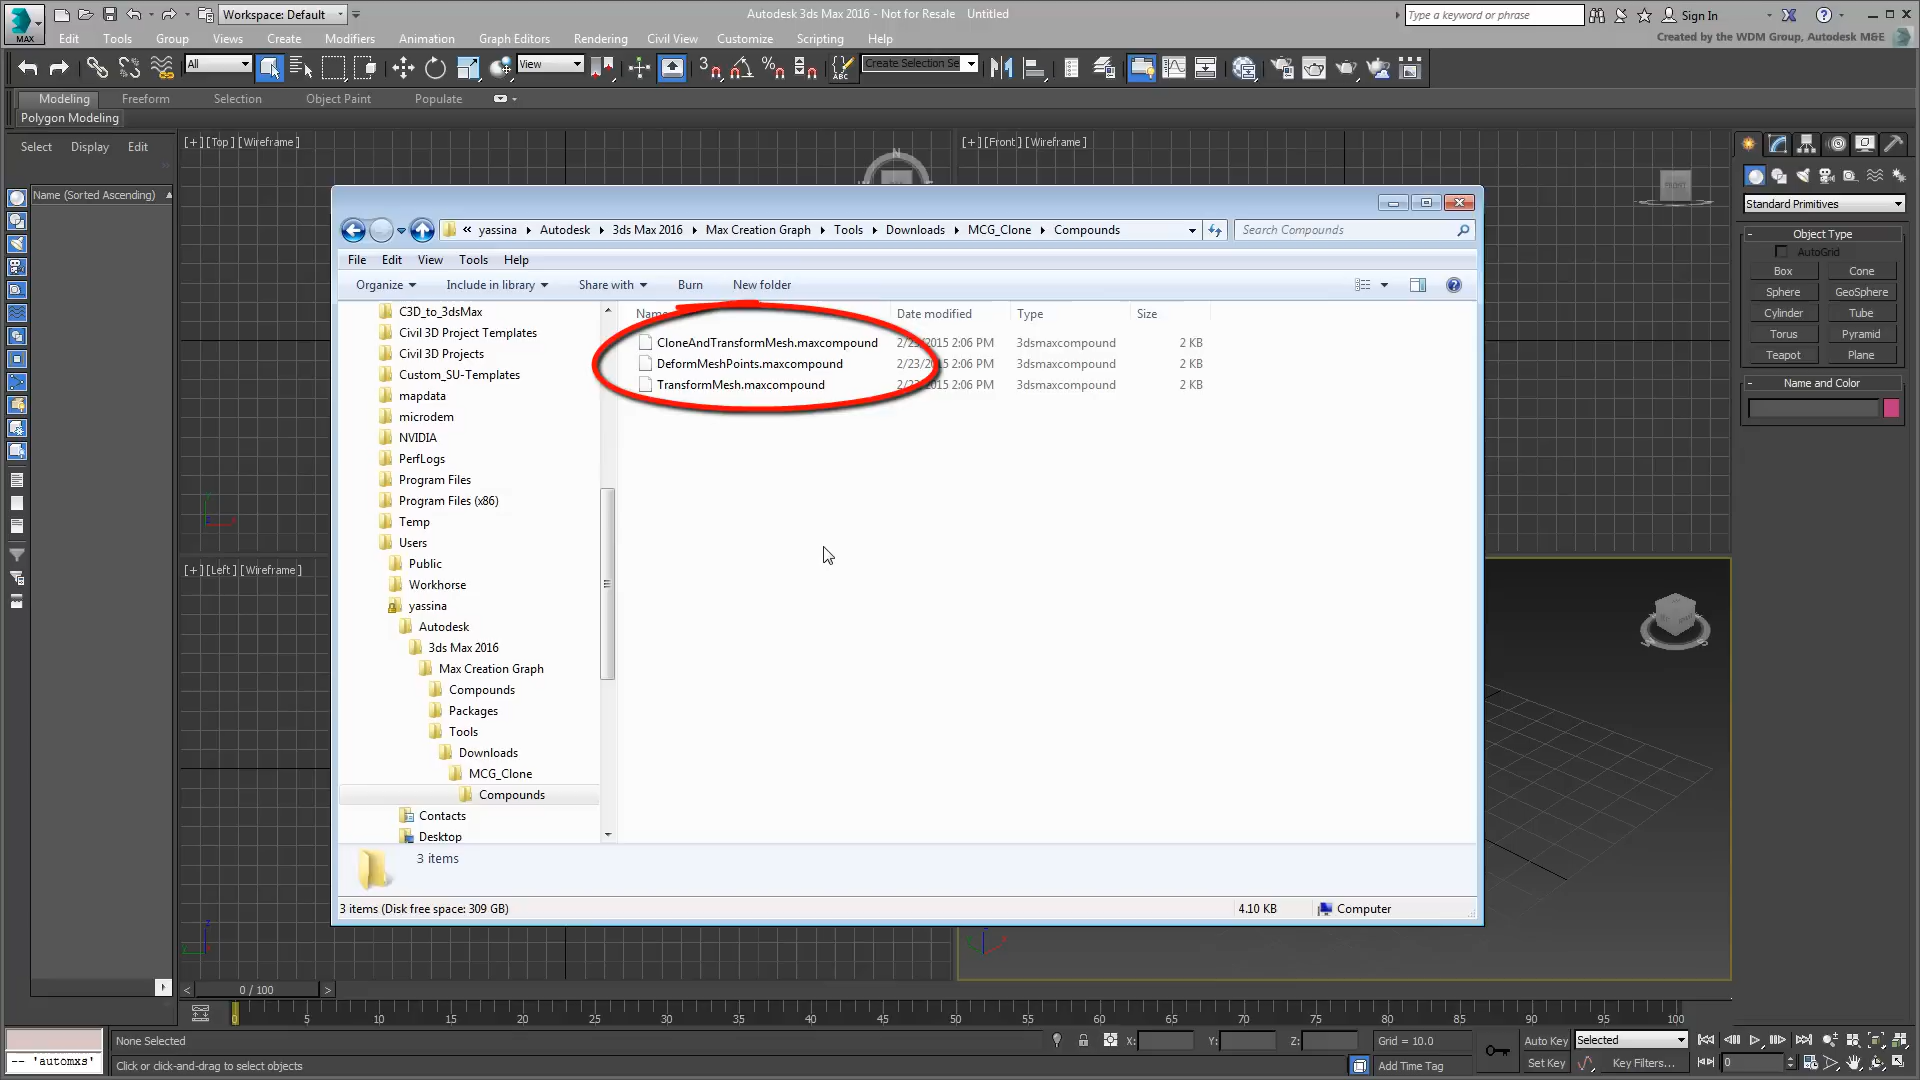 Workspace: Default
Autodesk 3ds Max 2016 - Not for Resale Untitled
Type a keyword or phrase
Sign In
MAX
Edit Tools Group Views Create Modifiers Animation Graph Editors Rendering Civil View Customize Scripting Help
Created by the WDM Group, Autodesk M&E
All
View
Create Selection Se
Modeling Freeform Selection Object Paint Populate
Polygon Modeling
Select Display Edit
Name (Sorted Ascending)
[+] [Top] [Wireframe]
[+] [Front] [Wireframe]
N
FRONT
Standard Primitives
- Object Type
AutoGrid
Box Cone
Sphere GeoSphere
Cylinder Tube
Torus Pyramid
Teapot Plane
- Name and Color
« yassina Autodesk 3ds Max 2016 Max Creation Graph Tools Downloads MCG_Clone Compounds
Search Compounds
File Edit View Tools Help
Organize Include in library Share with Burn New folder
Name Date modified Type Size
CloneAndTransformMesh.maxcompound 2/23/2015 2:06 PM 3dsmaxcompound 2 KB
DeformMeshPoints.maxcompound 2/23/2015 2:06 PM 3dsmaxcompound 2 KB
TransformMesh.maxcompound 2/23/2015 2:06 PM 3dsmaxcompound 2 KB
C3D_to_3dsMax
Civil 3D Project Templates
Civil 3D Projects
Custom_SU-Templates
mapdata
microdem
NVIDIA
PerfLogs
Program Files
Program Files (x86)
Temp
Users
Public
Workhorse
yassina
Autodesk
3ds Max 2016
Max Creation Graph
Compounds
Packages
Tools
Downloads
MCG_Clone
Compounds
Contacts
Desktop
3 items
3 items (Disk free space: 309 GB)
4.10 KB
Computer
[+] [Left] [Wireframe]
< 0 / 100 >
0 5 10 15 20 25 30 35 40 45 50 55 60 65 70 75 80 85 90 95 100
None Selected
X: Y: Z:
Grid = 10.0
Auto Key
Selected
-- 'automxs'
Click or click-and-drag to select objects
Add Time Tag
Set Key
Key Filters...
0